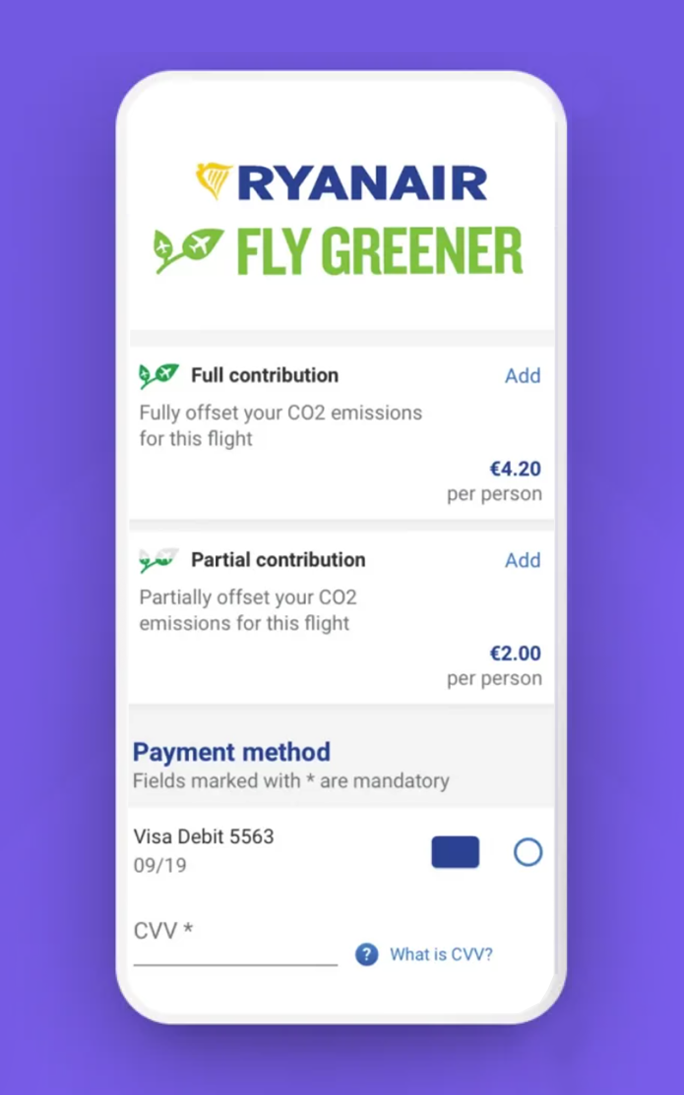 RYANAIR
FLY GREENER
Full contribution
Add
Fully offset your CO2 emissions
for this flight
€4.20
per person
Partial contribution
Add
Partially offset your CO2
emissions for this flight
€2.00
per person
Payment method
Fields marked with * are mandatory
Visa Debit 5563
09/19
CVV *
? What is CVV?